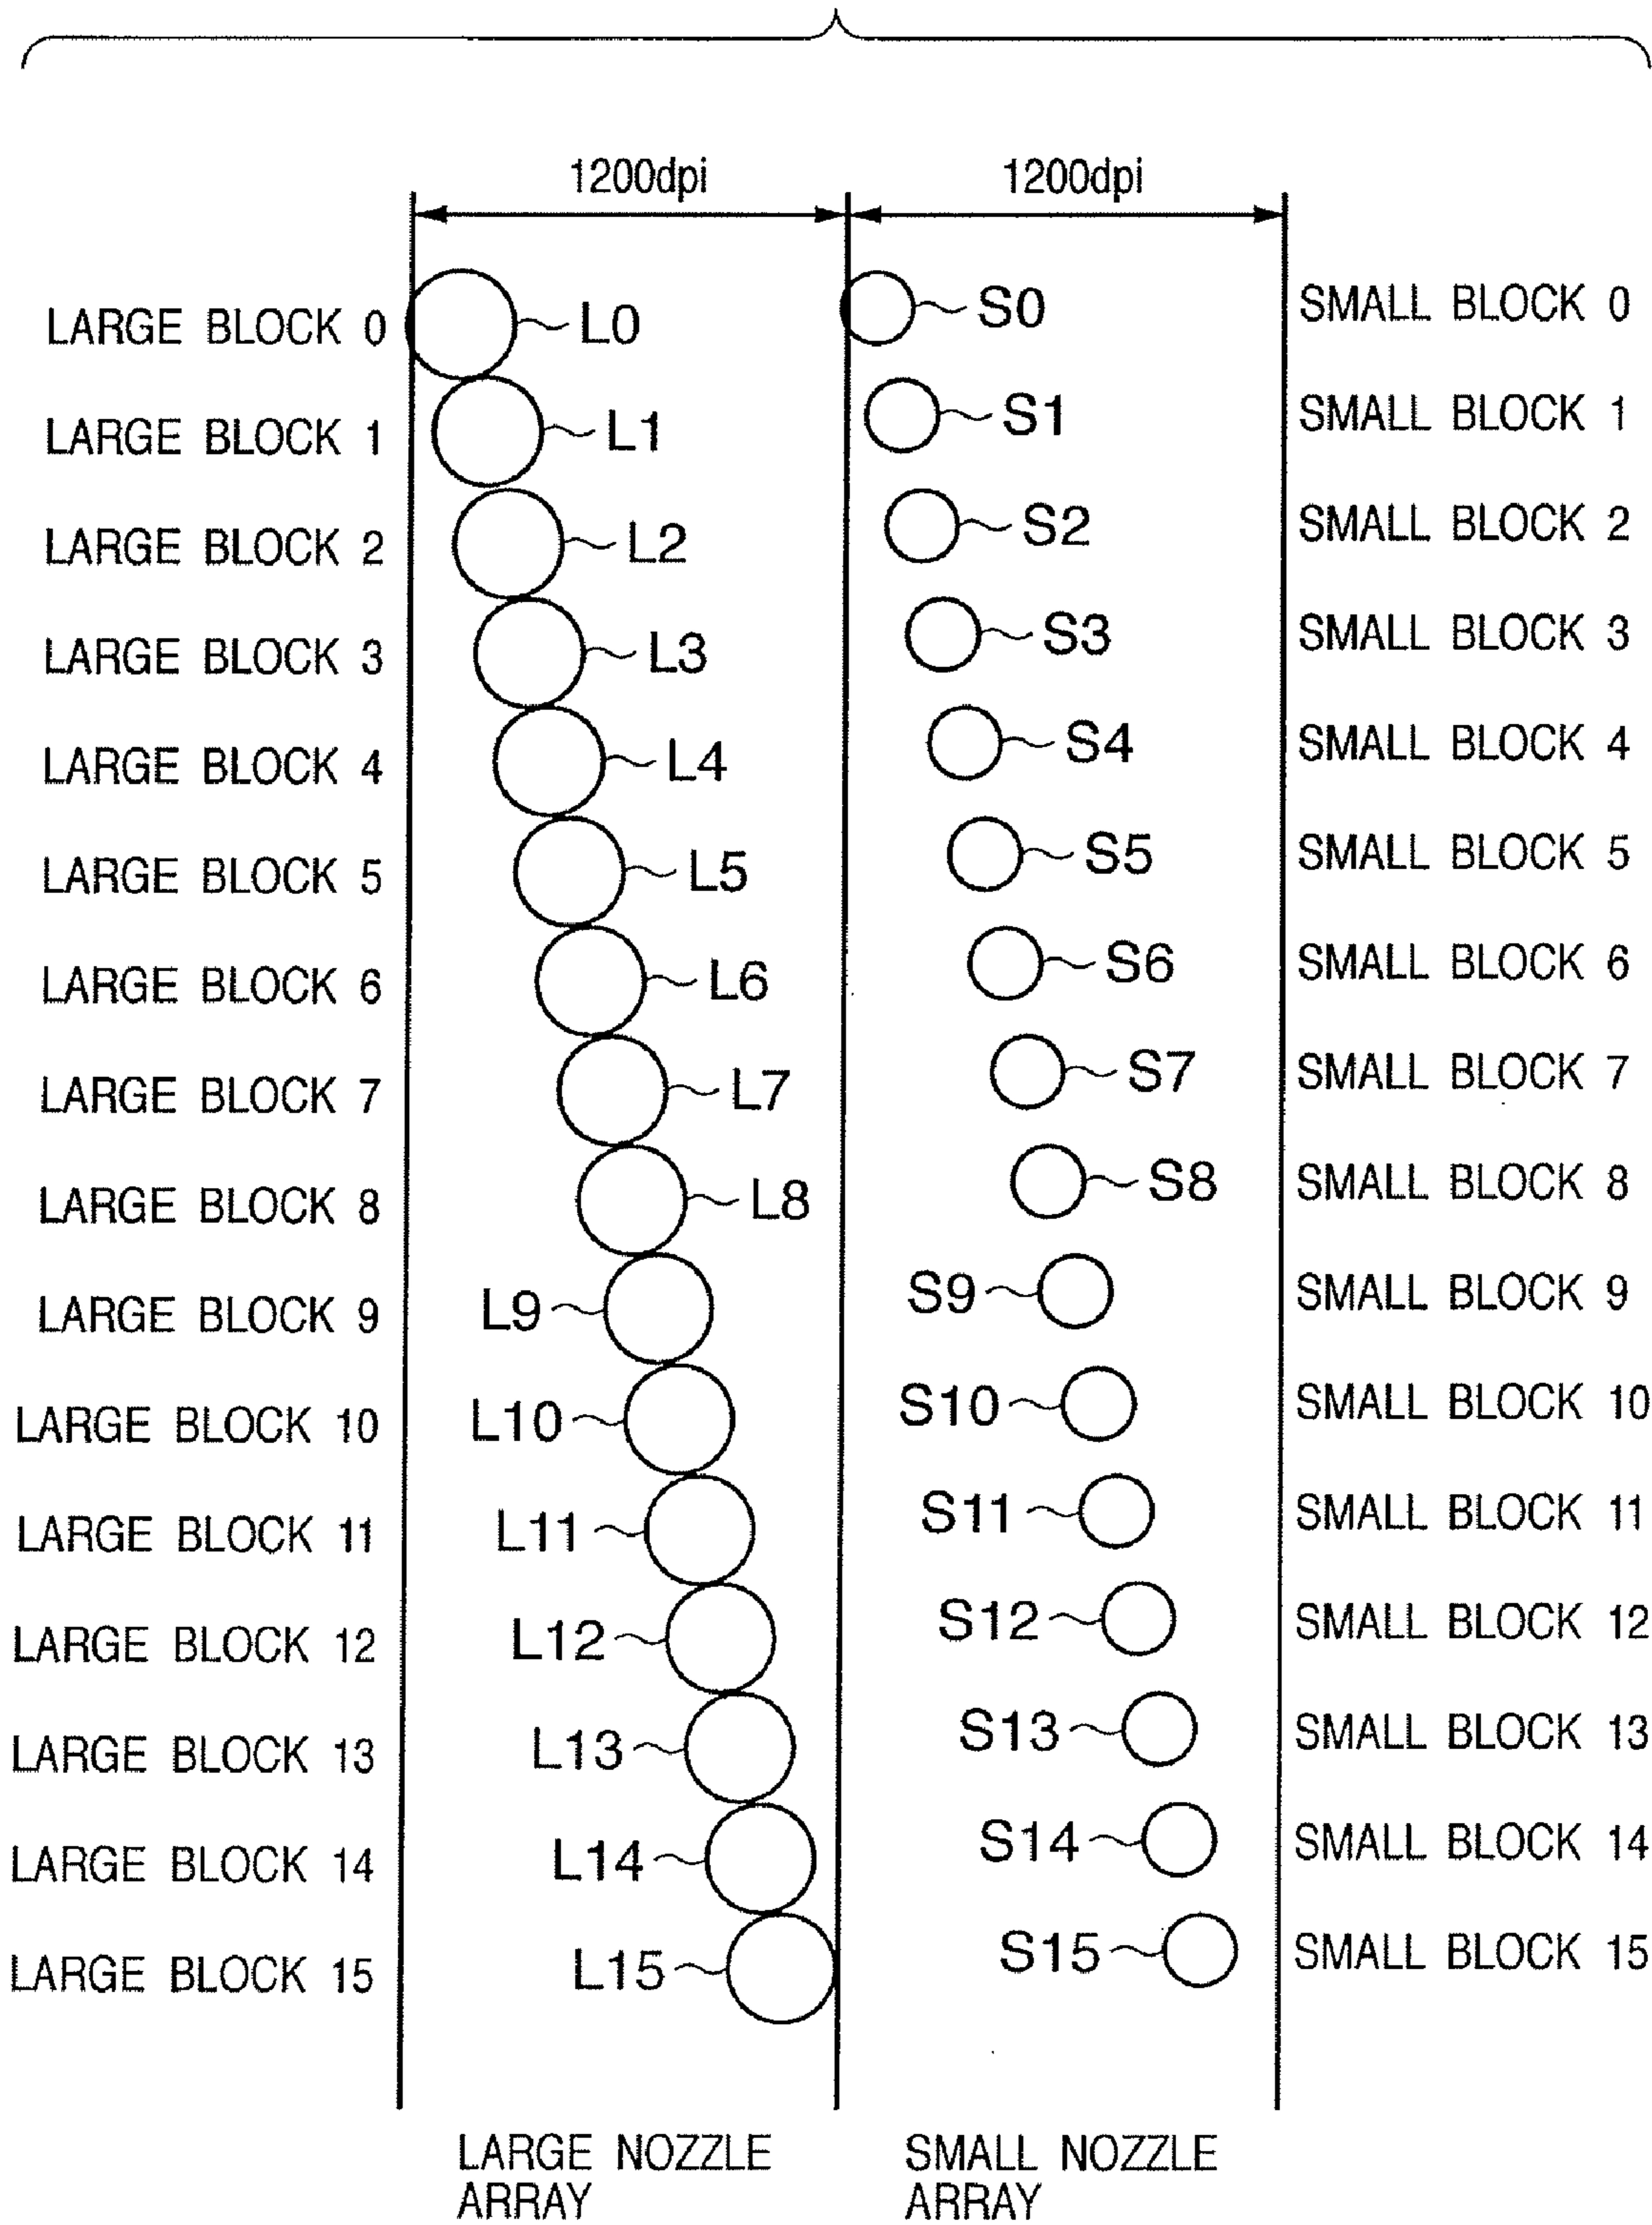 1200dpi 1200dpi
LARGE BLOCK 0 L0 S0 SMALL BLOCK 0
LARGE BLOCK 1 L1 S1 SMALL BLOCK 1
LARGE BLOCK 2 L2 S2 SMALL BLOCK 2
LARGE BLOCK 3 L3 S3 SMALL BLOCK 3
LARGE BLOCK 4 L4 S4 SMALL BLOCK 4
LARGE BLOCK 5 L5 S5 SMALL BLOCK 5
LARGE BLOCK 6 L6 S6 SMALL BLOCK 6
LARGE BLOCK 7 L7 S7 SMALL BLOCK 7
LARGE BLOCK 8 L8 S8 SMALL BLOCK 8
LARGE BLOCK 9 L9 S9 SMALL BLOCK 9
LARGE BLOCK 10 L10 S10 SMALL BLOCK 10
LARGE BLOCK 11 L11 S11 SMALL BLOCK 11
LARGE BLOCK 12 L12 S12 SMALL BLOCK 12
LARGE BLOCK 13 L13 S13 SMALL BLOCK 13
LARGE BLOCK 14 L14 S14 SMALL BLOCK 14
LARGE BLOCK 15 L15 S15 SMALL BLOCK 15
LARGE NOZZLE
ARRAY
SMALL NOZZLE
ARRAY